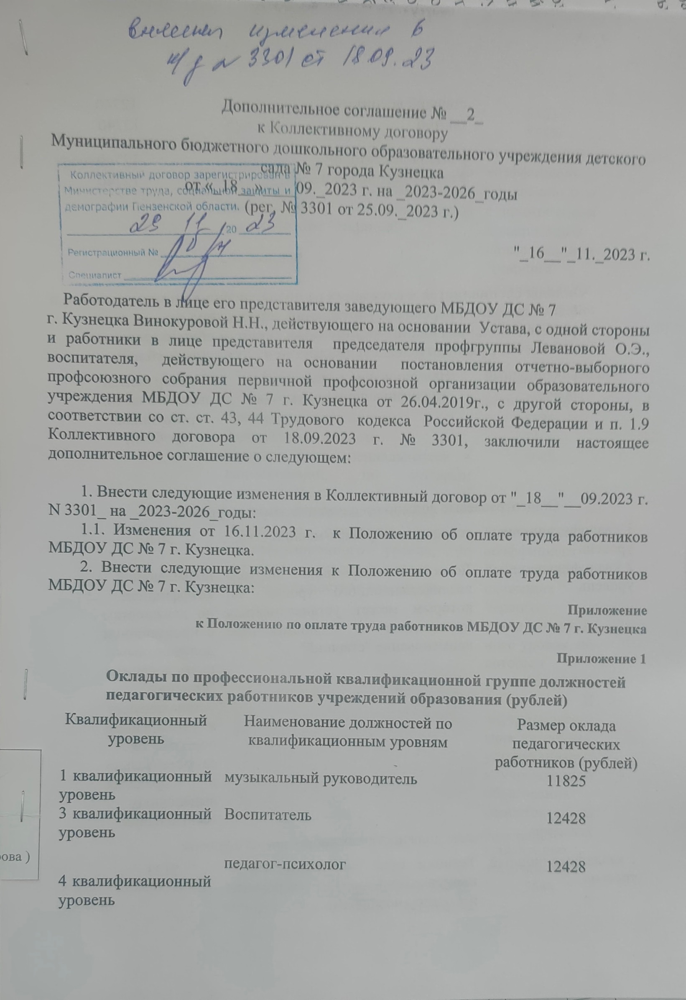 внесены изменения в
к/д № 3301 от 18.09.23
Дополнительное соглашение № __2_
к Коллективному договору
Муниципального бюджетного дошкольного образовательного учреждения детского
сада № 7 города Кузнецка
от «_18__»____09._2023 г. на _2023-2026_годы
(рег. № 3301 от 25.09._2023 г.)
Коллективный договор зарегистрирован в
Министерстве труда, социальной защиты и
демографии Пензенской области.
29 11 20 23
Регистрационный №
Специалист
"_16__"_11._2023 г.
Работодатель в лице его представителя заведующего МБДОУ ДС № 7
г. Кузнецка Винокуровой Н.Н., действующего на основании Устава, с одной стороны
и работники в лице представителя председателя профгруппы Левановой О.Э.,
воспитателя, действующего на основании постановления отчетно-выборного
профсоюзного собрания первичной профсоюзной организации образовательного
учреждения МБДОУ ДС № 7 г. Кузнецка от 26.04.2019г., с другой стороны, в
соответствии со ст. ст. 43, 44 Трудового кодекса Российской Федерации и п. 1.9
Коллективного договора от 18.09.2023 г. № 3301, заключили настоящее
дополнительное соглашение о следующем:
1. Внести следующие изменения в Коллективный договор от "_18__"__09.2023 г.
N 3301_ на _2023-2026_годы:
1.1. Изменения от 16.11.2023 г. к Положению об оплате труда работников
МБДОУ ДС № 7 г. Кузнецка.
2. Внести следующие изменения к Положению об оплате труда работников
МБДОУ ДС № 7 г. Кузнецка:
Приложение
к Положению по оплате труда работников МБДОУ ДС № 7 г. Кузнецка
Приложение 1
Оклады по профессиональной квалификационной группе должностей
педагогических работников учреждений образования (рублей)
Квалификационный Наименование должностей по Размер оклада
уровень квалификационным уровням педагогических
работников (рублей)
1 квалификационный музыкальный руководитель 11825
уровень
3 квалификационный Воспитатель 12428
уровень
ова )
педагог-психолог 12428
4 квалификационный
уровень